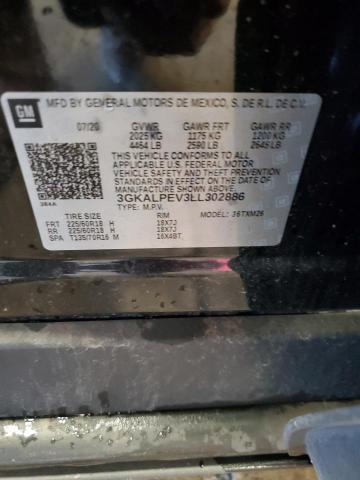 GM
MFD BY GENERAL MOTORS DE MEXICO, S. DE R.L. DE C.V.
07/20 GVWR GAWR FRT GAWR RR
2025 KG 1175 KG 1200 KG
4464 LB 2590 LB 2645 LB
THIS VEHICLE CONFORMS TO ALL APPLICABLE
U.S. FEDERAL MOTOR VEHICLE SAFETY AND THEFT
PREVENTION STANDARDS IN EFFECT ON THE DATE OF
MANUFACTURE SHOWN ABOVE.
3GKALPEV3LL302886
384A
TYPE: M.P.V. MODEL: 36TXM26
TIRE SIZE RIM
FRT 225/60R18 H 18X7J
RR 225/60R18 H 18X7J
SPA T135/70R16 M 16X4BT